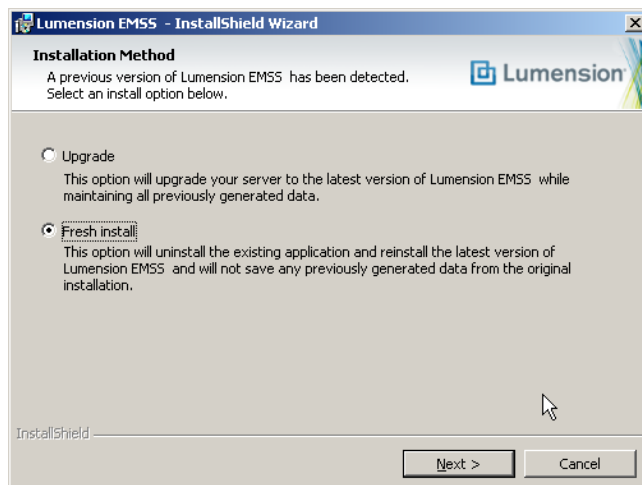 Lumension EMSS - InstallShield Wizard
Installation Method
A previous version of Lumension EMSS has been detected.
Select an install option below.
Lumension
Upgrade
This option will upgrade your server to the latest version of Lumension EMSS while
maintaining all previously generated data.
Fresh install
This option will uninstall the existing application and reinstall the latest version of
Lumension EMSS and will not save any previously generated data from the original
installation.
InstallShield
Next >
Cancel